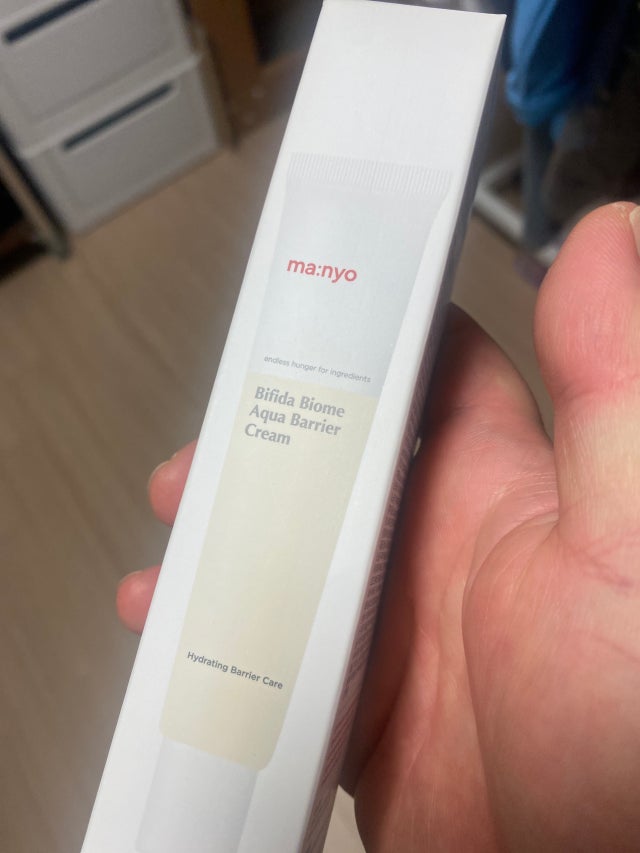 ma:nyo
endless hunger for ingredients
Bifida Biome
Aqua Barrier
Cream
Hydrating Barrier Care